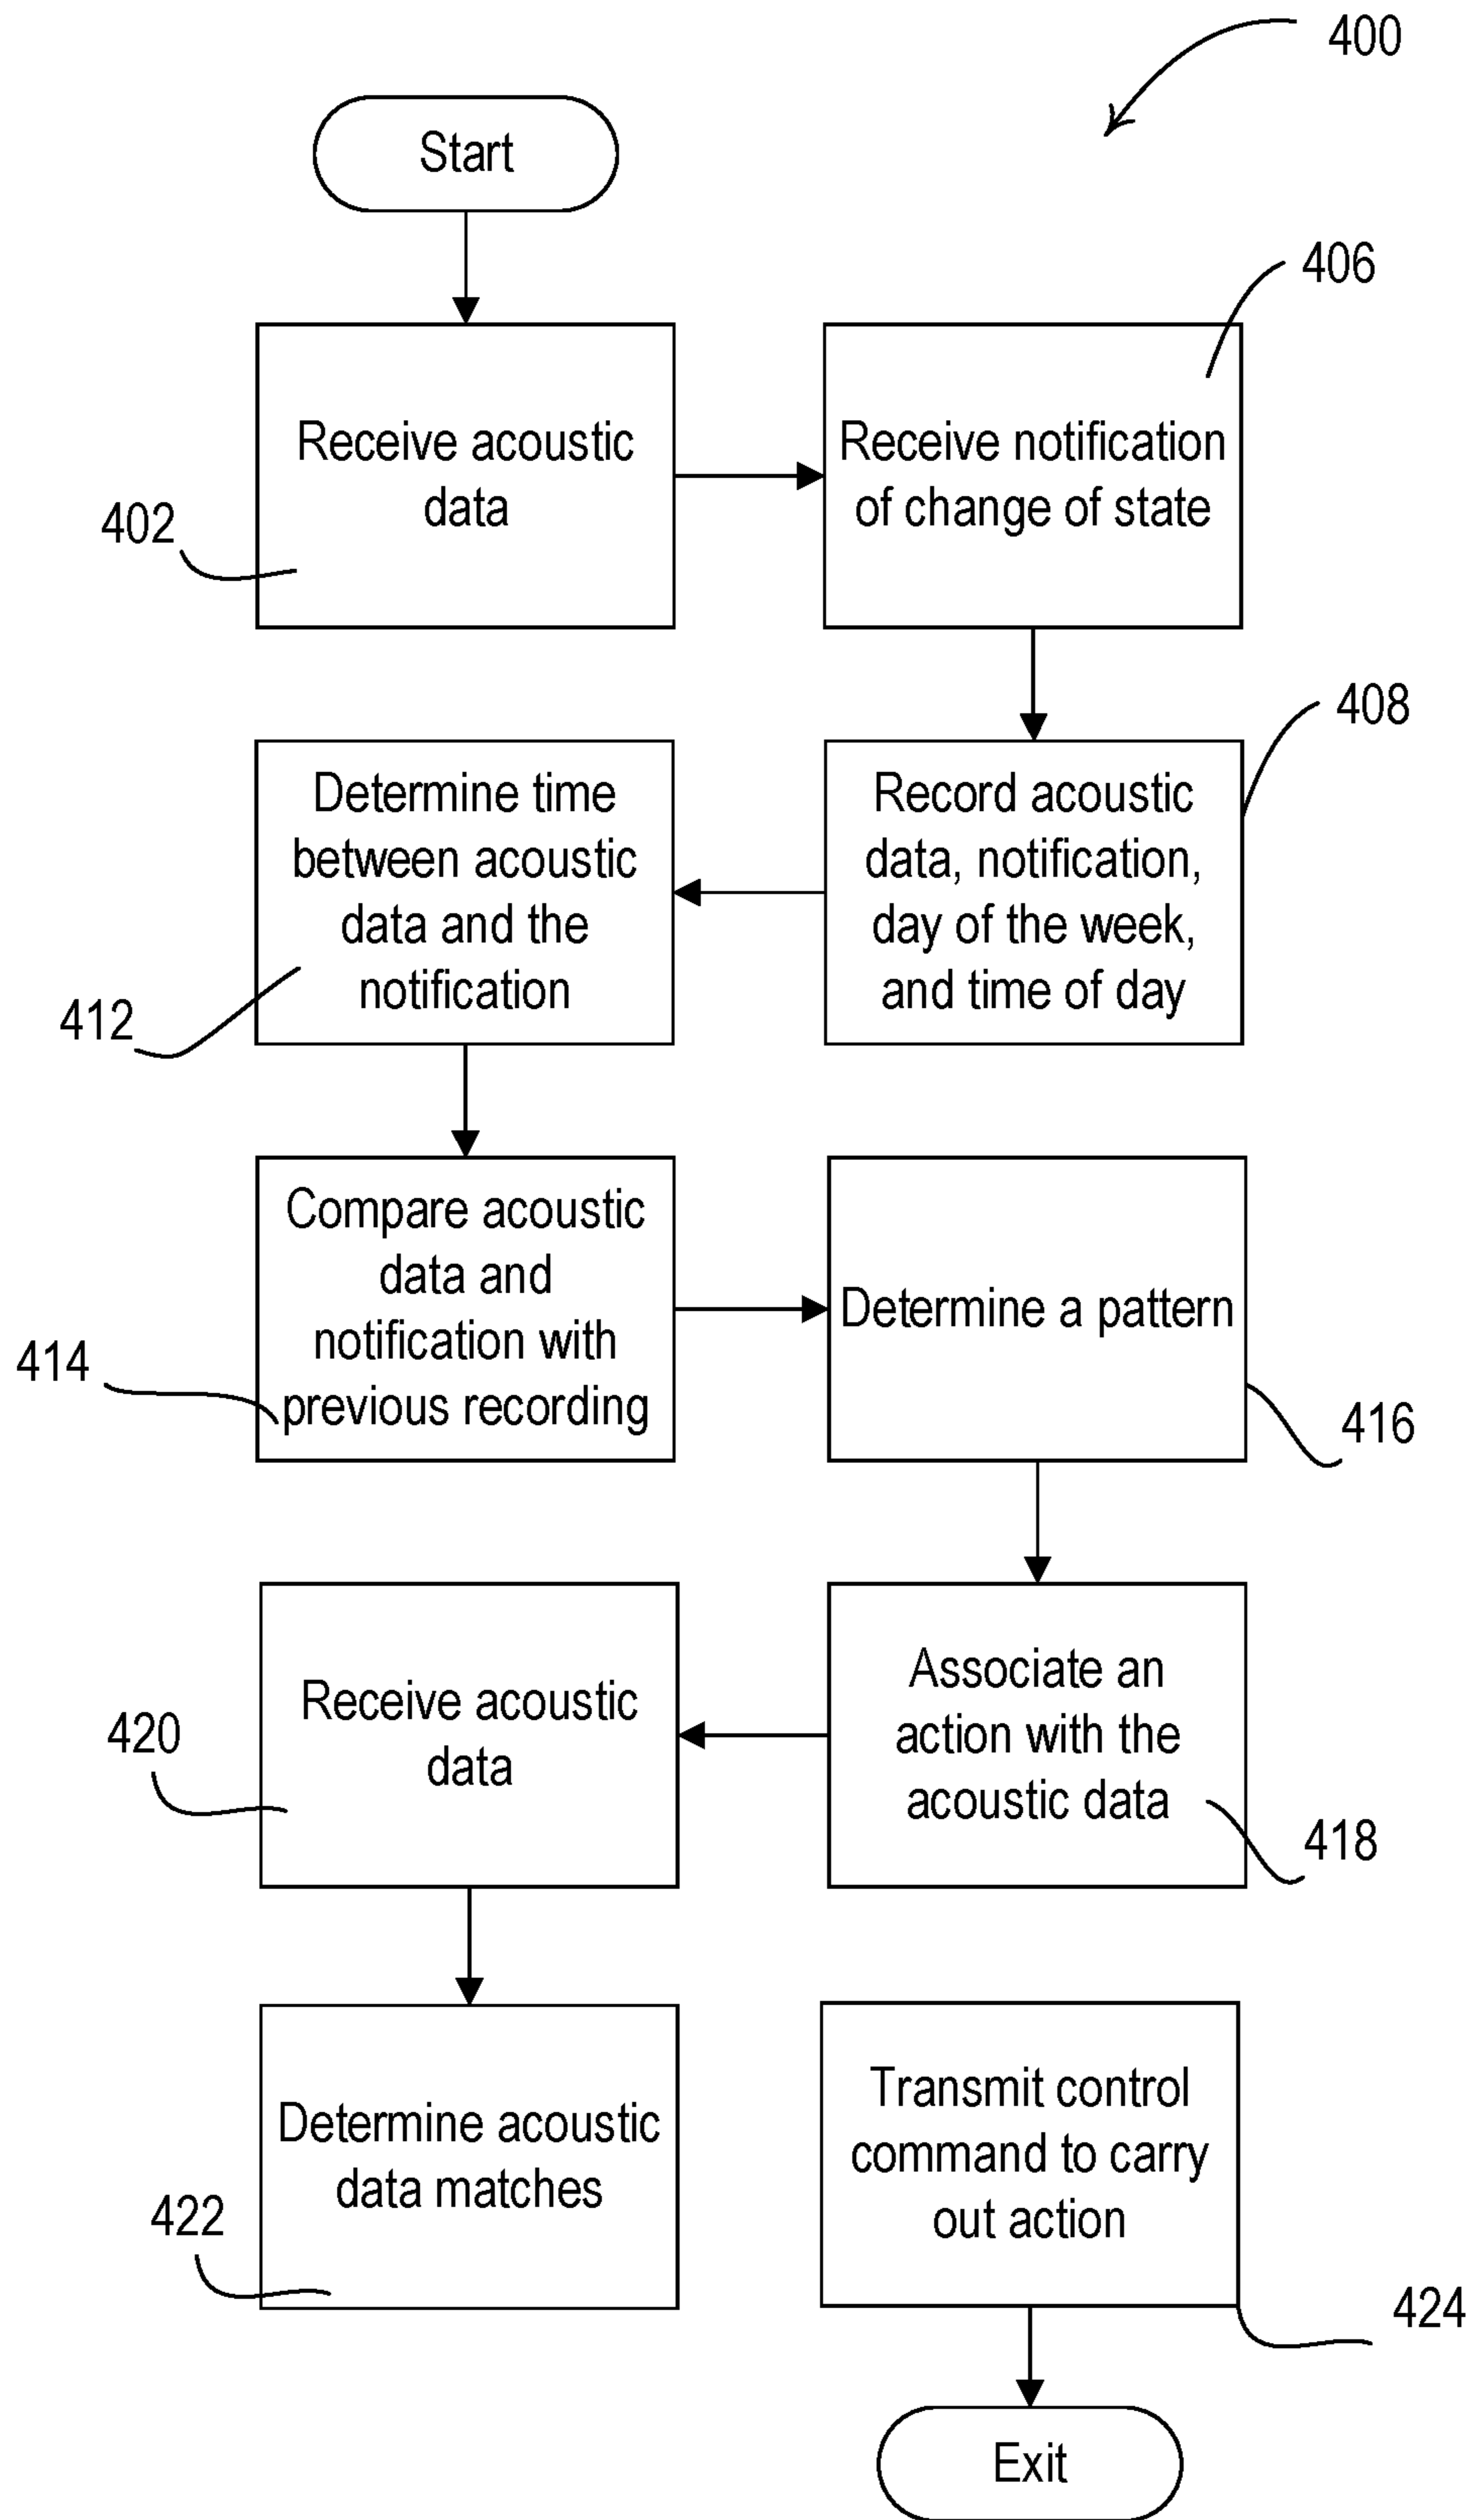 400
Start
406
Receive acoustic
data
402
Receive notification
of change of state
408
Record acoustic
data, notification,
day of the week,
and time of day
Determine time
between acoustic
data and the
notification
412
Compare acoustic
data and
notification with
previous recording
414
Determine a pattern
416
Associate an
action with the
acoustic data
418
Receive acoustic
data
420
Determine acoustic
data matches
422
Transmit control
command to carry
out action
424
Exit